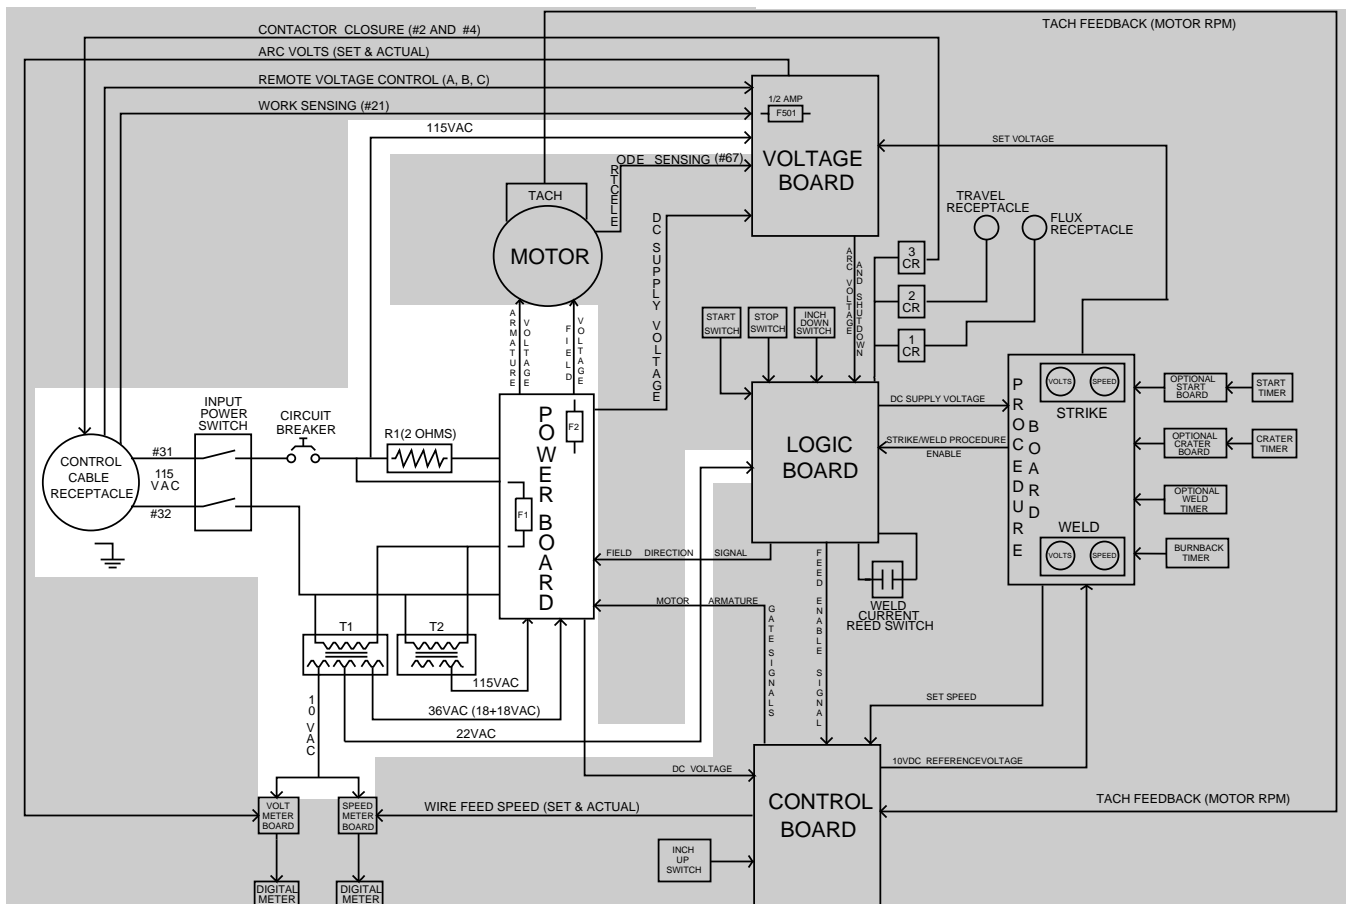 TACH FEEDBACK (MOTOR RPM)
CONTACTOR CLOSURE (#2 AND #4)
ARC VOLTS (SET & ACTUAL)
REMOTE VOLTAGE CONTROL (A, B, C)
WORK SENSING (#21)
115VAC
1/2 AMP
F501
VOLTAGE
BOARD
SET VOLTAGE
RTCELE
ODE SENSING (#67)
TACH
MOTOR
DC SUPPLY VOLTAGE
TRAVEL
RECEPTACLE
FLUX
RECEPTACLE
3
CR
2
CR
1
CR
ARC VOLTAGE
AND SHUTDOWN
ARMATURE
VOLTAGE
FIELD
VOLTAGE
START
SWITCH
STOP
SWITCH
INCH
DOWN
SWITCH
INPUT
POWER
SWITCH
CIRCUIT
BREAKER
R1(2 OHMS)
POWER BOARD
F2
F1
CONTROL
CABLE
RECEPTACLE
#31
115
VAC
#32
LOGIC
BOARD
DC SUPPLY VOLTAGE
STRIKE/WELD PROCEDURE
ENABLE
PROCEDURE
BOARD
VOLTS
SPEED
STRIKE
WELD
VOLTS
SPEED
OPTIONAL
START
BOARD
START
TIMER
OPTIONAL
CRATER
BOARD
CRATER
TIMER
OPTIONAL
WELD
TIMER
BURNBACK
TIMER
FIELD DIRECTION SIGNAL
MOTOR ARMATURE
GATE SIGNALS
FEED ENABLE SIGNAL
WELD
CURRENT
REED SWITCH
T1
T2
115VAC
36VAC (18+18VAC)
22VAC
10 VAC
SET SPEED
DC VOLTAGE
10VDC REFERENCEVOLTAGE
VOLT
METER
BOARD
SPEED
METER
BOARD
WIRE FEED SPEED (SET & ACTUAL)
CONTROL
BOARD
TACH FEEDBACK (MOTOR RPM)
INCH
UP
SWITCH
DIGITAL
METER
DIGITAL
METER